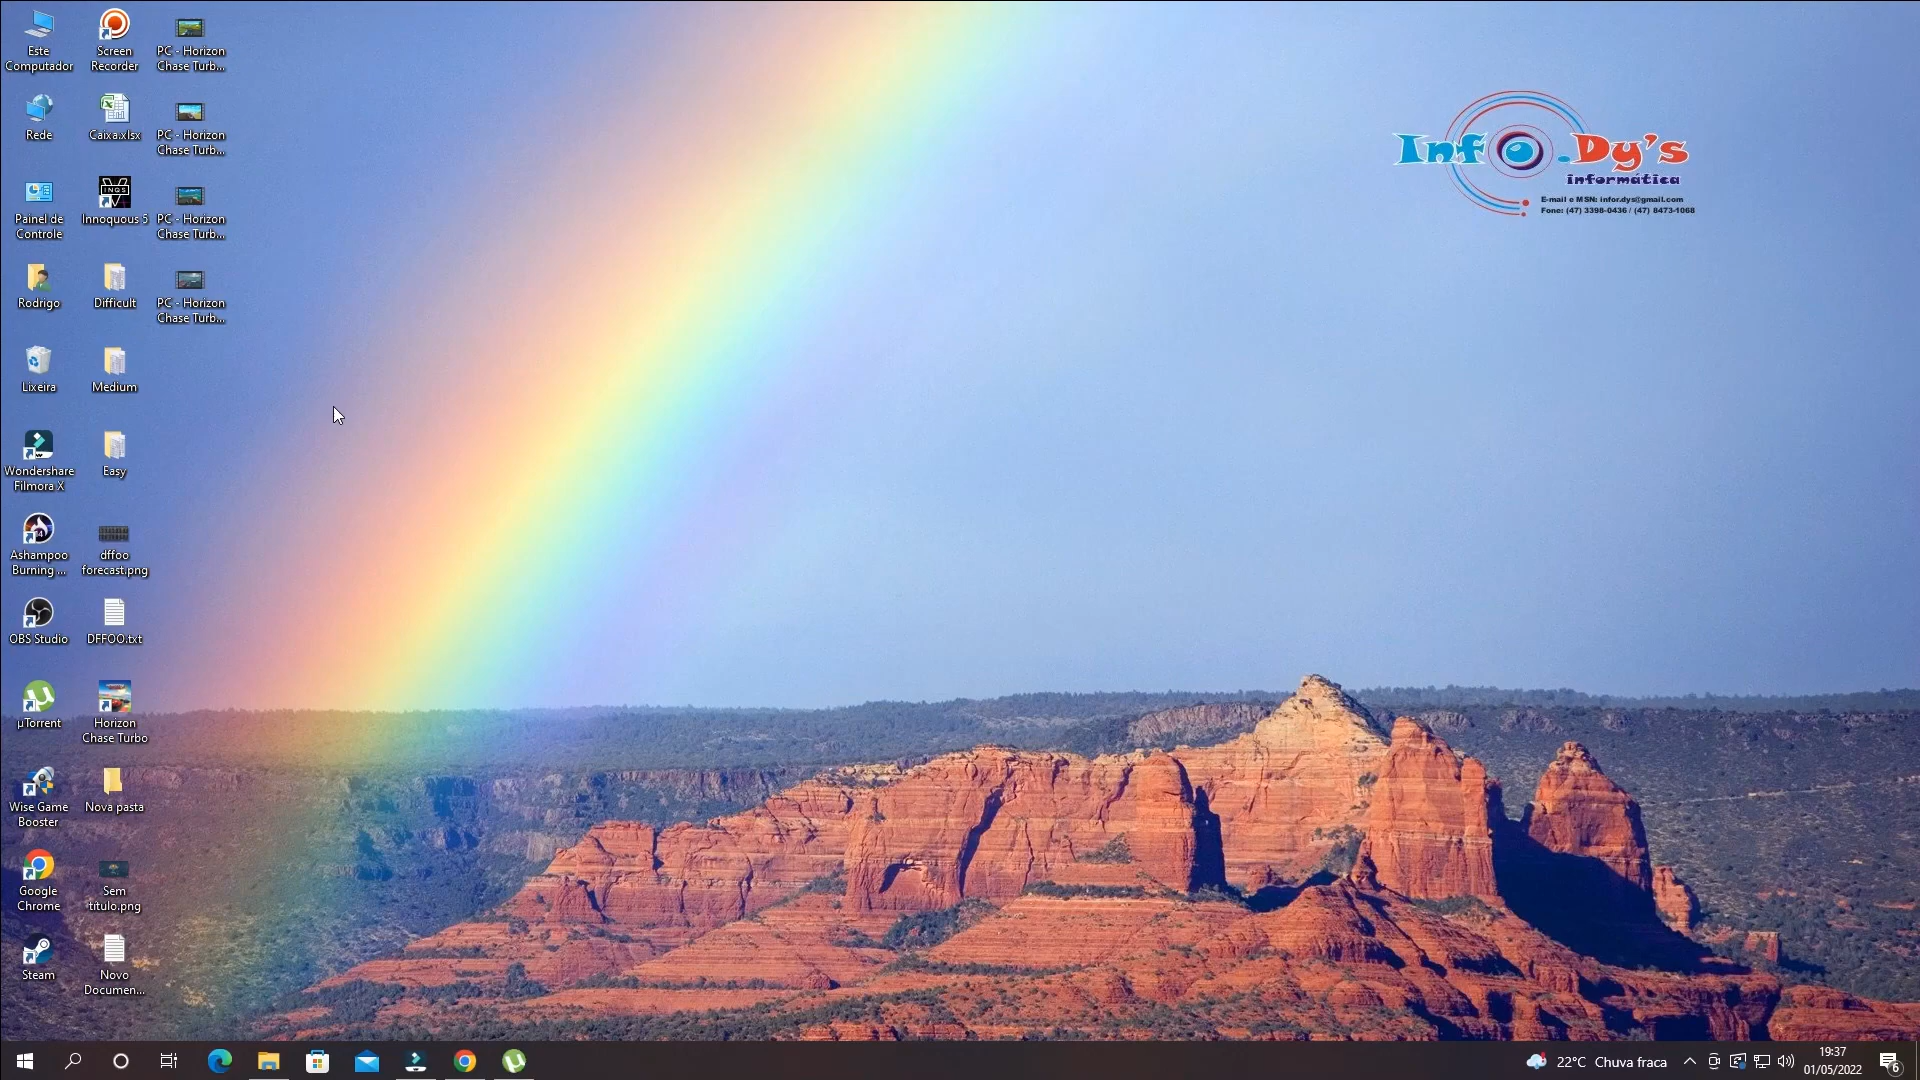 Este
Computador
Rede
Painel de
Controle
Rodrigo
Lixeira
Wondershare
Filmora X
Ashampoo
Burning ...
OBS Studio
µTorrent
Wise Game
Booster
Google
Chrome
Steam
Screen
Recorder
Caixa.xlsx
INQS
Innoquous 5
Difficult
Medium
Easy
dffoo
forecast.png
DFFOO.txt
Horizon
Chase Turbo
Nova pasta
Sem
título.png
Novo
Documen...
PC - Horizon
Chase Turb...
PC - Horizon
Chase Turb...
PC - Horizon
Chase Turb...
PC - Horizon
Chase Turb...
Info.Dy's
informática
E-mail e MSN: infor.dys@gmail.com
Fone: (47) 3398-0436 / (47) 8473-1068
22°C Chuva fraca
19:37
01/05/2022
6